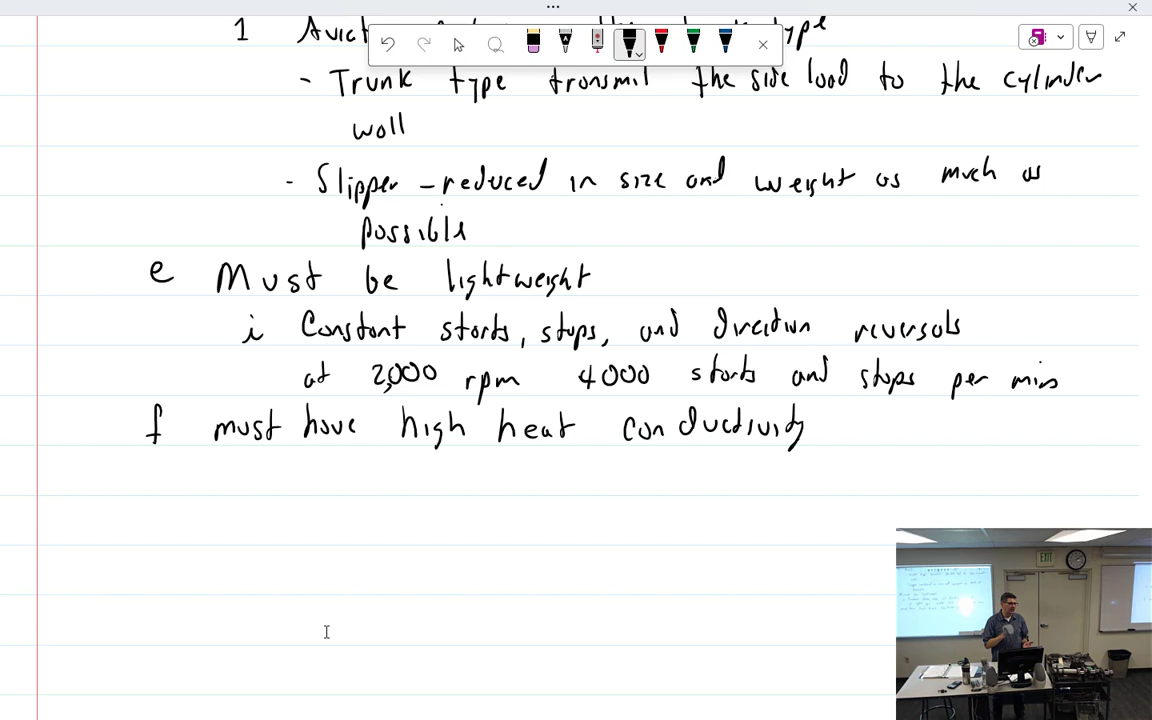 1 type
- Trunk type transmit the side load to the cylinder
wall
- Slipper - reduced in size and weight as much as
possible
e Must be lightweight
i Constant starts, stops, and direction reversals
at 2,000 rpm 4000 starts and stops per min
f must have high heat conductivity
EXIT